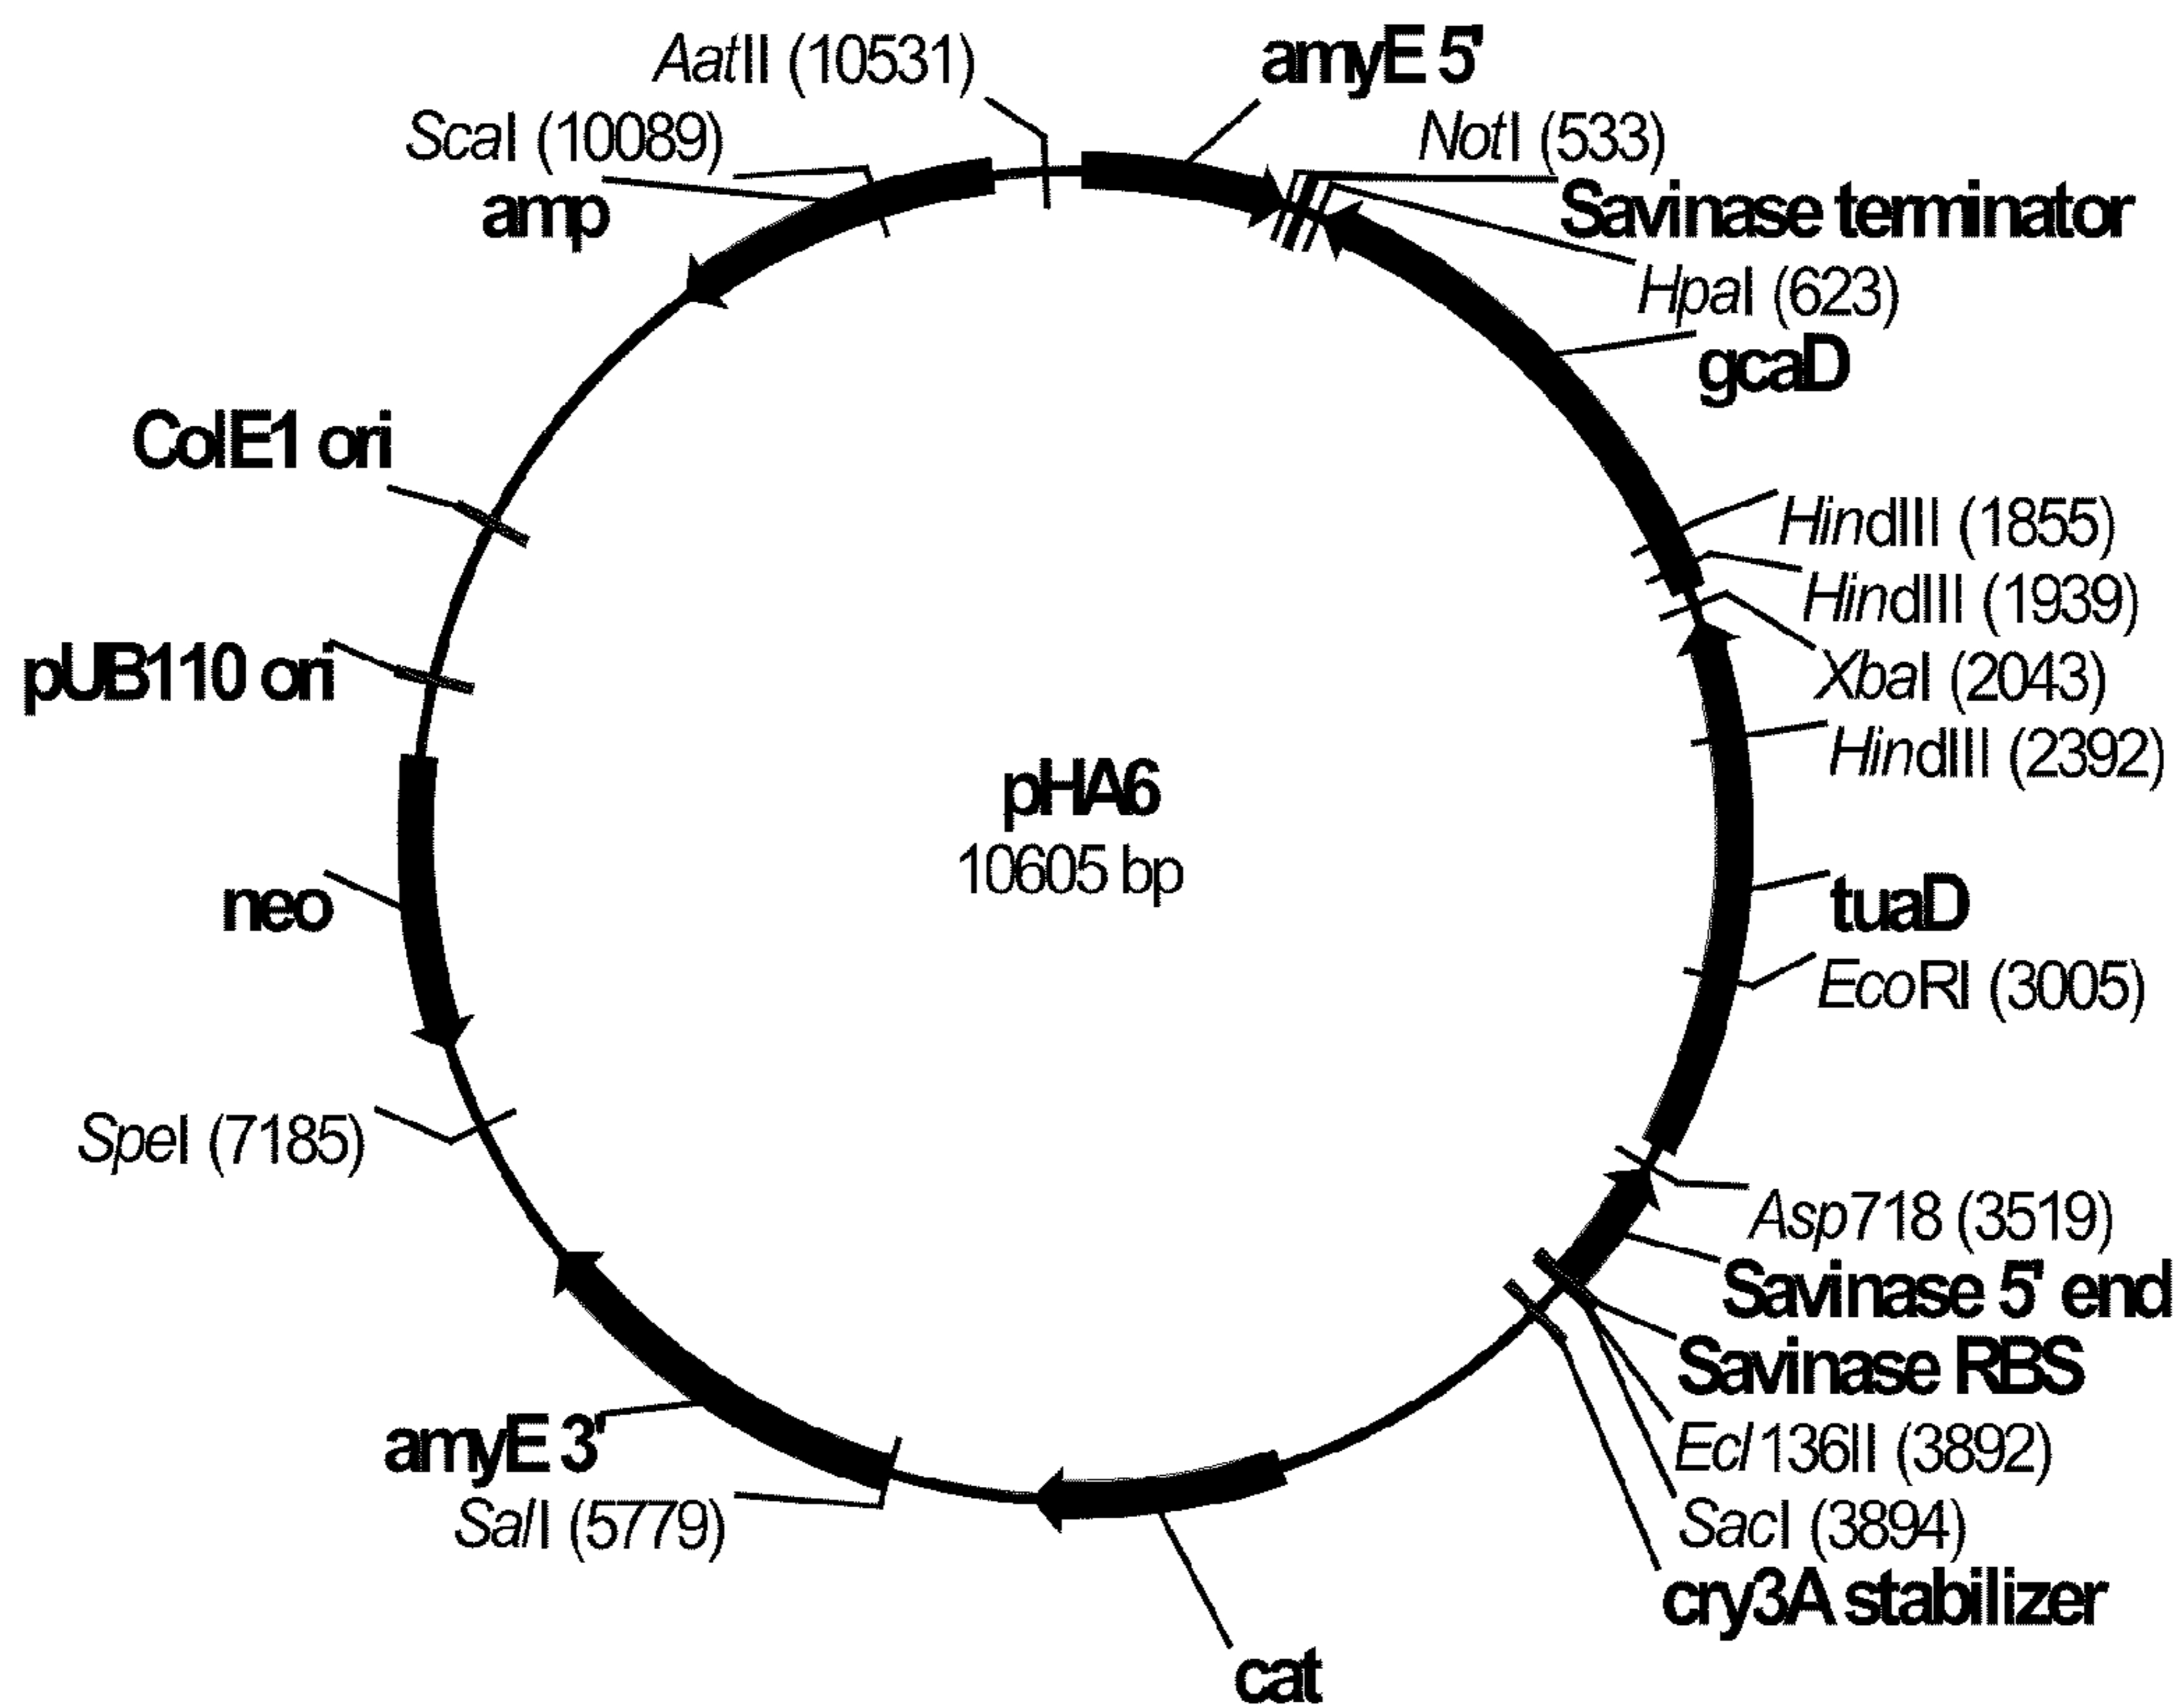 AatII (10531)
amyE 5'
ScaI (10089)
NotI (533)
amp
Savinase terminator
HpaI (623)
gcaD
ColE1 ori
HindIII (1855)
HindIII (1939)
pUB110 ori
XbaI (2043)
HindIII (2392)
pHA6
10605 bp
neo
tuaD
EcoRI (3005)
SpeI (7185)
Asp718 (3519)
Savinase 5' end
Savinase RBS
amyE 3'
Ecl136II (3892)
SalI (5779)
SacI (3894)
cry3A stabilizer
cat